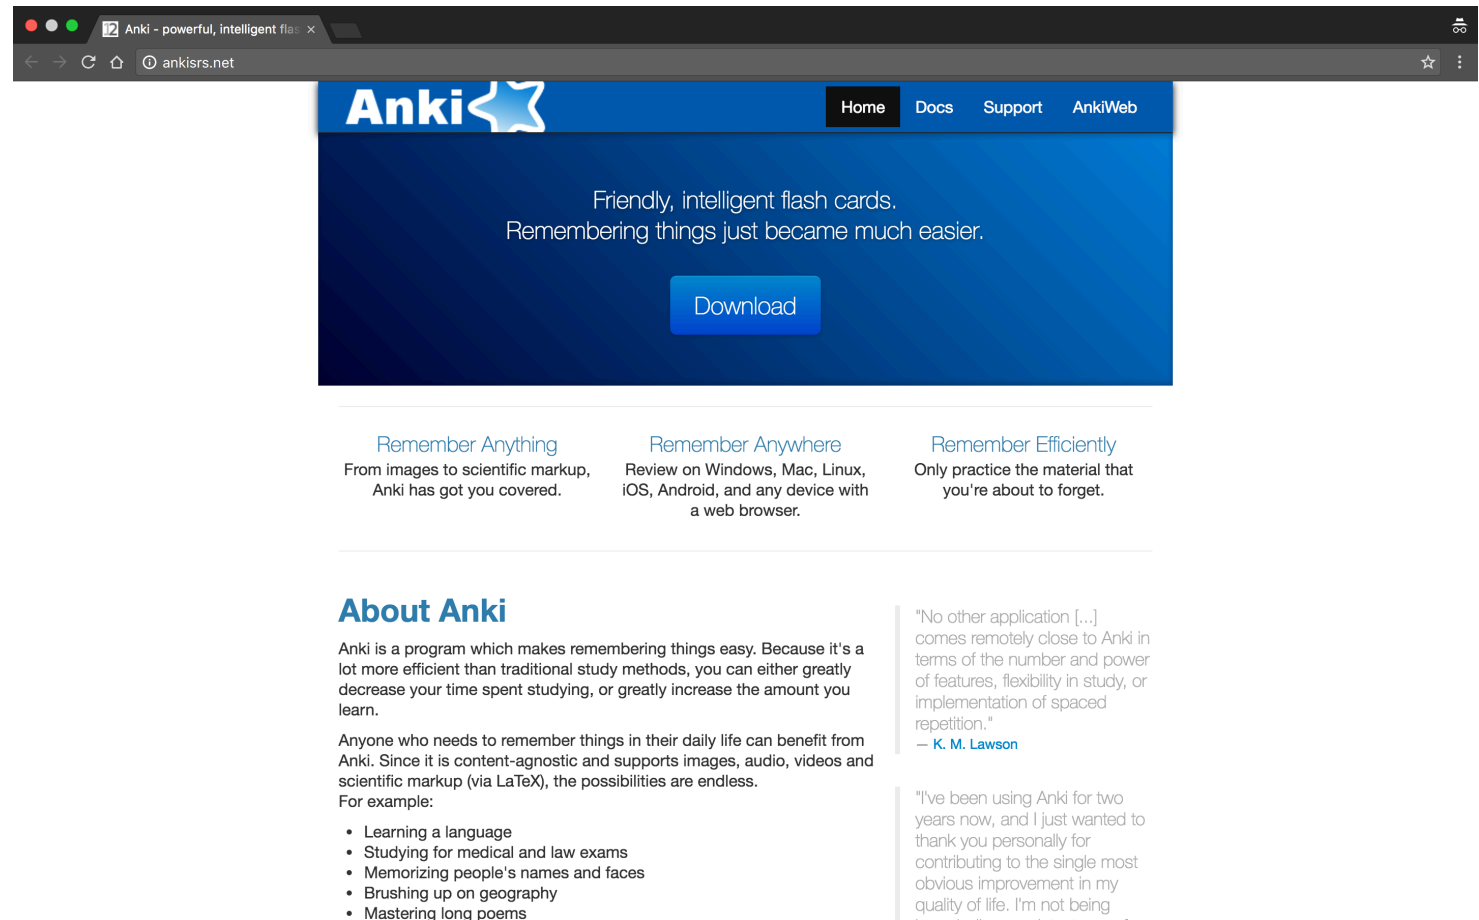 Anki - powerful, intelligent flas
ankisrs.net
Anki
Home
Docs
Support
AnkiWeb
Friendly, intelligent flash cards.
Remembering things just became much easier.
Download
Remember Anything
From images to scientific markup,
Anki has got you covered.
Remember Anywhere
Review on Windows, Mac, Linux,
iOS, Android, and any device with
a web browser.
Remember Efficiently
Only practice the material that
you're about to forget.
About Anki
Anki is a program which makes remembering things easy. Because it's a
lot more efficient than traditional study methods, you can either greatly
decrease your time spent studying, or greatly increase the amount you
learn.
Anyone who needs to remember things in their daily life can benefit from
Anki. Since it is content-agnostic and supports images, audio, videos and
scientific markup (via LaTeX), the possibilities are endless.
For example:
• Learning a language
• Studying for medical and law exams
• Memorizing people's names and faces
• Brushing up on geography
• Mastering long poems
"No other application [...]
comes remotely close to Anki in
terms of the number and power
of features, flexibility in study, or
implementation of spaced
repetition."
— K. M. Lawson
"I've been using Anki for two
years now, and I just wanted to
thank you personally for
contributing to the single most
obvious improvement in my
quality of life. I'm not being